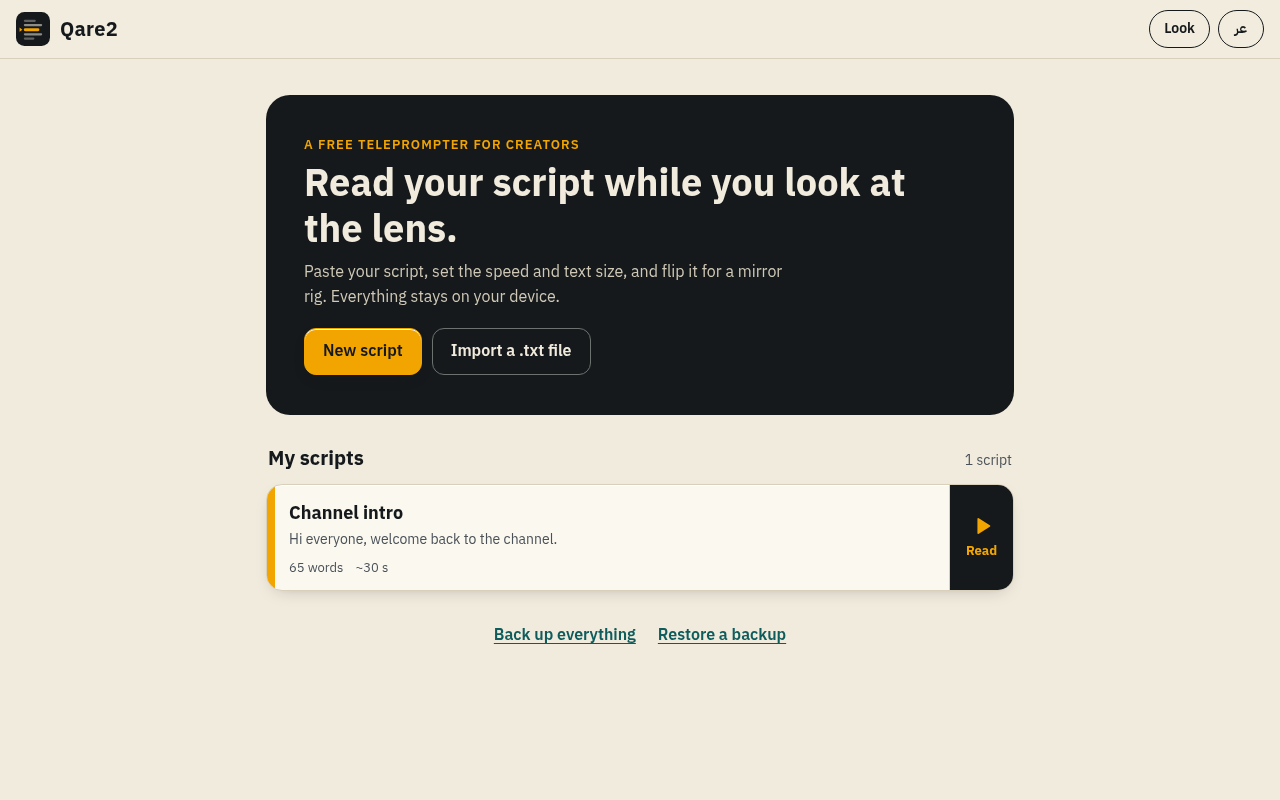 Qare2
Look
عر
A FREE TELEPROMPTER FOR CREATORS
Read your script while you look at
the lens.
Paste your script, set the speed and text size, and flip it for a mirror
rig. Everything stays on your device.
New script
Import a .txt file
My scripts
1 script
Channel intro
Hi everyone, welcome back to the channel.
65 words ~30 s
Read
Back up everything
Restore a backup